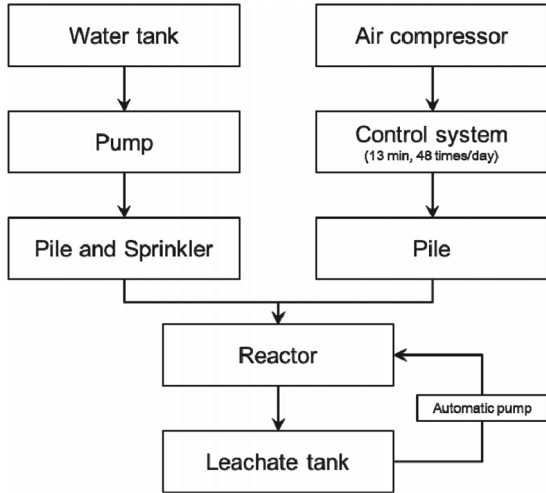 Water tank
Air compressor
Pump
Control system
(13 min, 48 times/day)
Pile and Sprinkler
Pile
Reactor
Automatic pump
Leachate tank